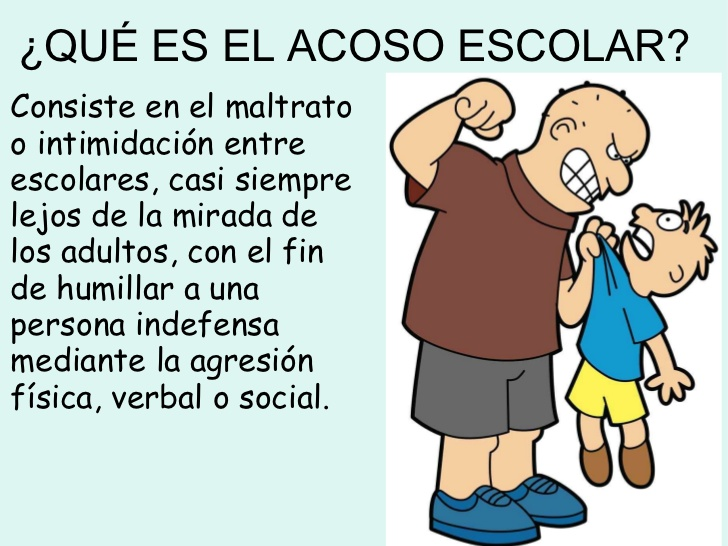 ¿QUÉ ES EL ACOSO ESCOLAR?
Consiste en el maltrato
o intimidación entre
escolares, casi siempre
lejos de la mirada de
los adultos, con el fin
de humillar a una
persona indefensa
mediante la agresión
física, verbal o social.